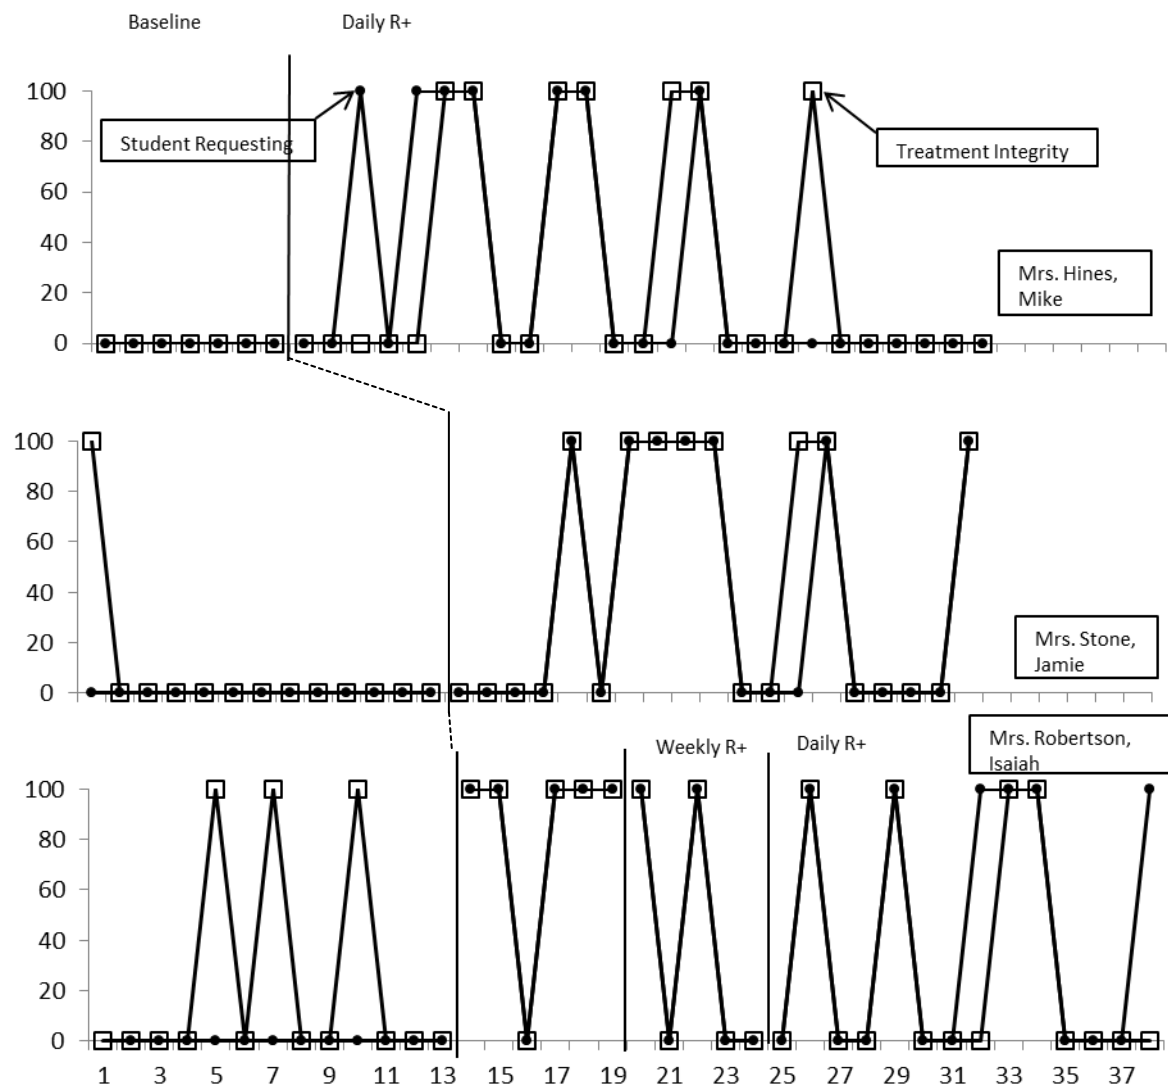 Baseline Daily R+
100
80
60
40
20
0
Student Requesting
Treatment Integrity
Mrs. Hines,
Mike
100
80
60
40
20
0
Mrs. Stone,
Jamie
Weekly R+ Daily R+
Mrs. Robertson,
Isaiah
100
80
60
40
20
0
1 3 5 7 9 11 13 15 17 19 21 23 25 27 29 31 33 35 37